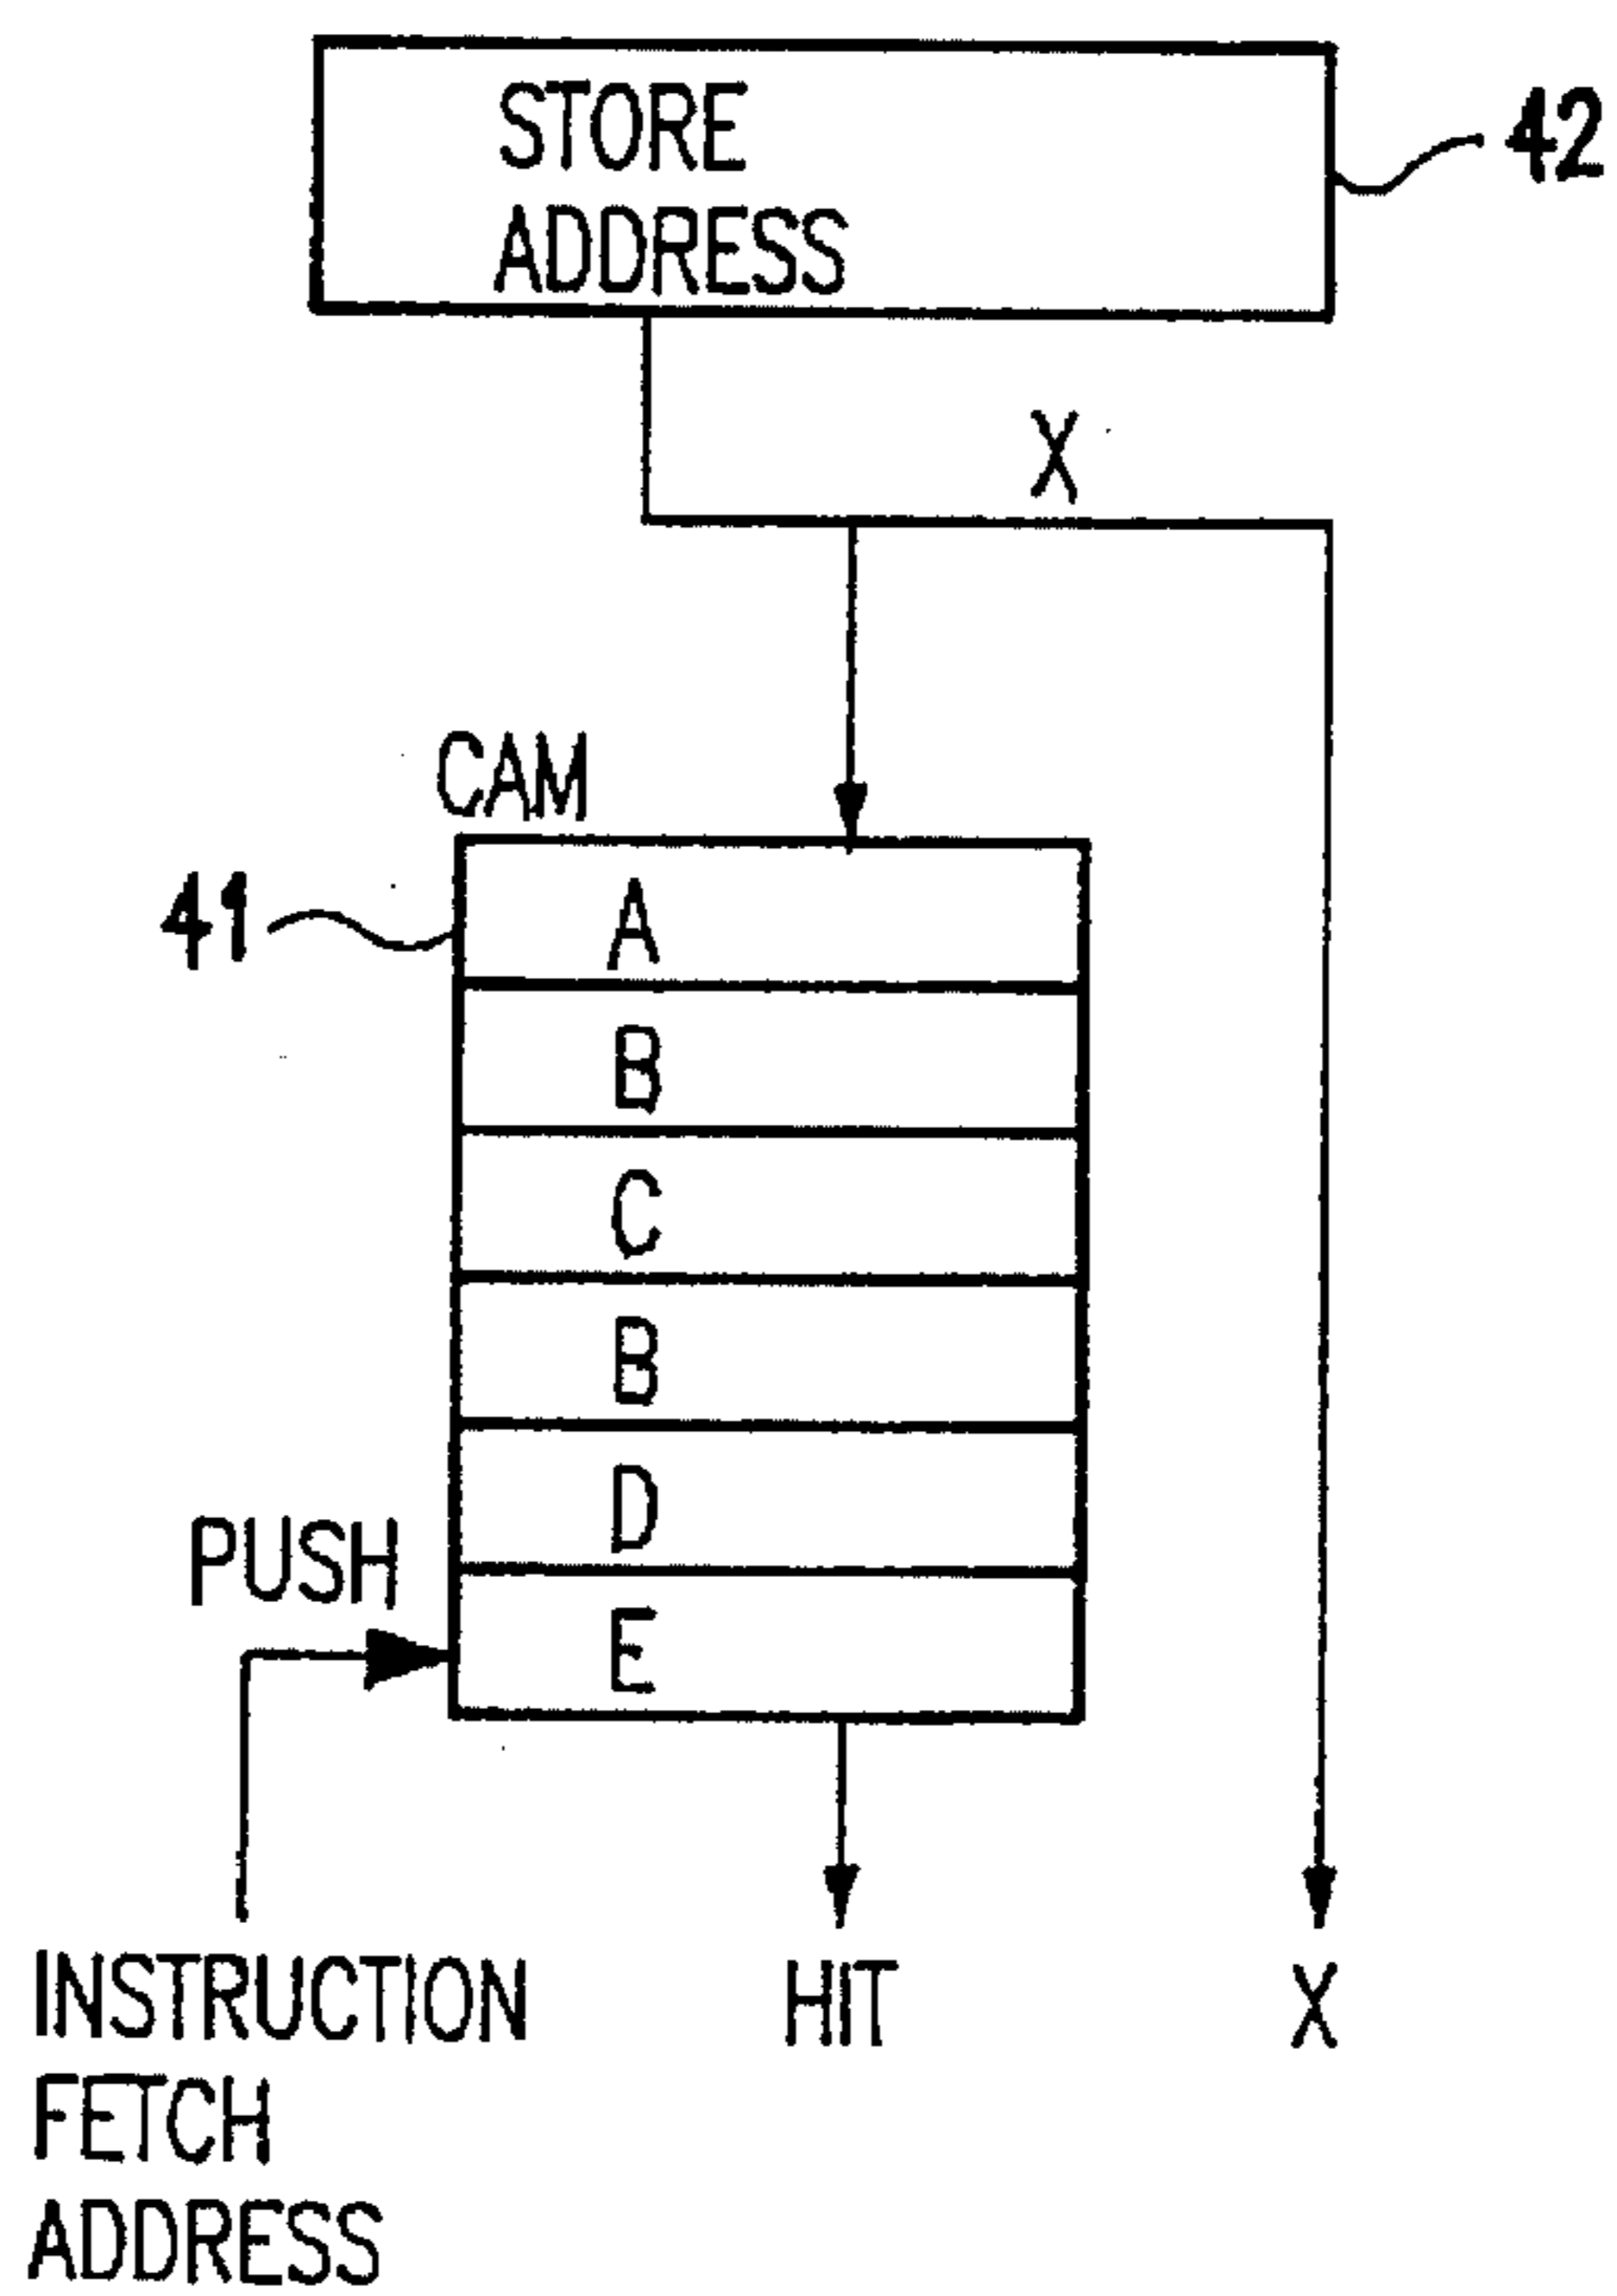 STORE
ADDRESS
42
X
CAM
41
A
B
C
B
D
PUSH
E
INSTRUCTION
FETCH
ADDRESS
HIT
X